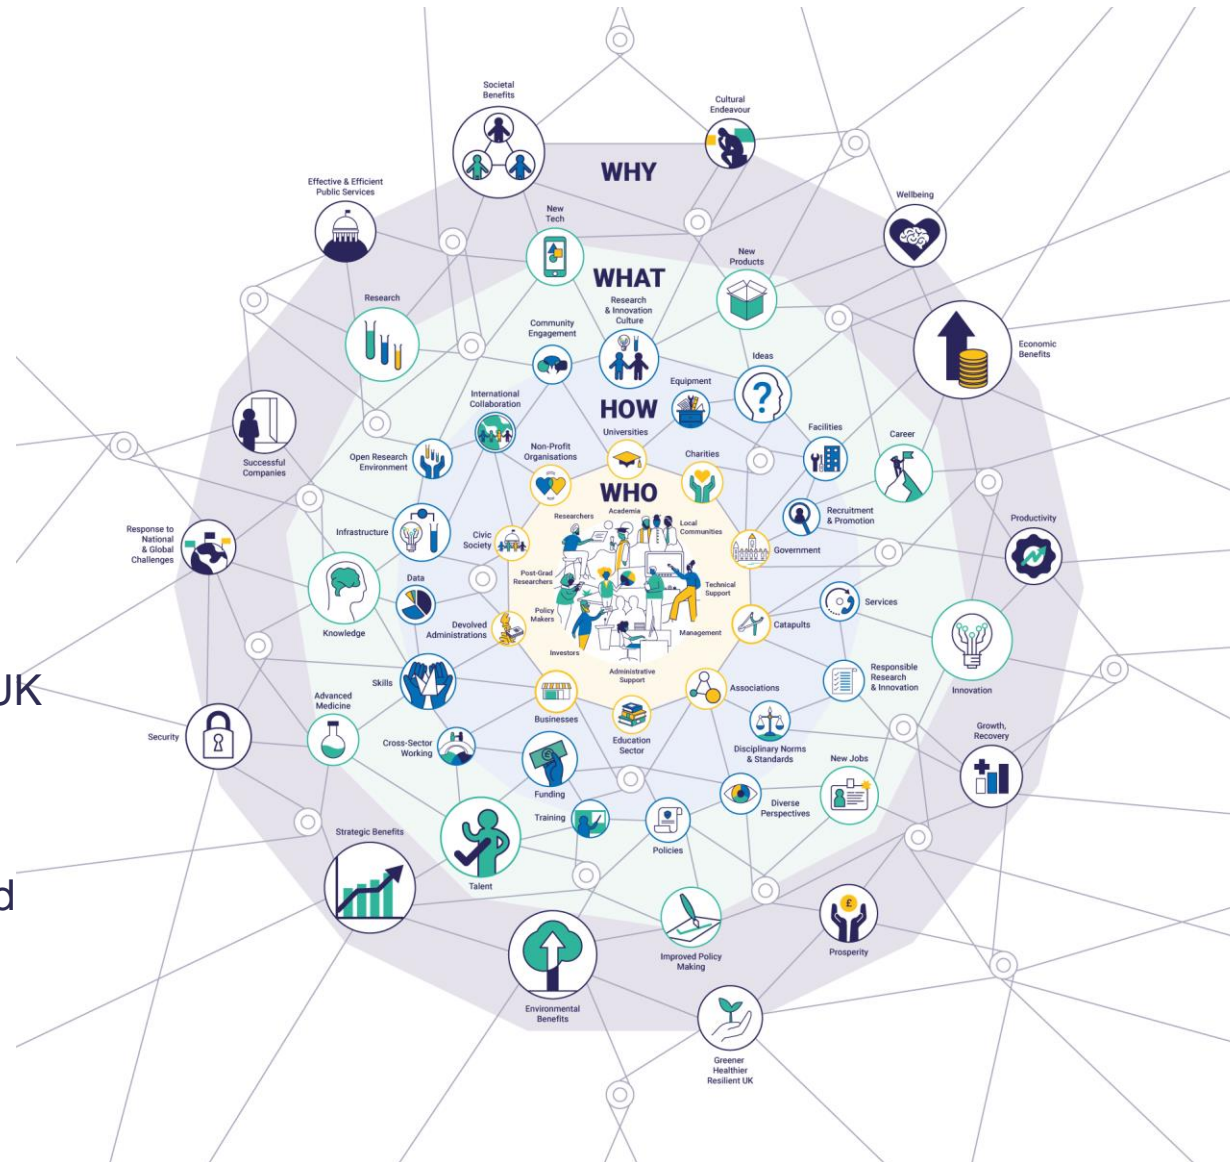 Societal
Benefits
Cultural
Endeavour
WHY
Effective & Efficient
Public Services
Wellbeing
New
Tech
New
Products
WHAT
Research
Research
& Innovation
Culture
Community
Engagement
Ideas
Economic
Benefits
International
Collaboration
Equipment
HOW
Universities
Facilities
Career
Successful
Companies
Open Research
Environment
Non-Profit
Organisations
Charities
WHO
Academia
Researchers
Local
Communities
Recruitment
& Promotion
Productivity
Response to
National
& Global
Challenges
Infrastructure
Civic
Society
Government
Post-Grad
Researchers
Technical
Support
Data
Knowledge
Policy
Makers
Devolved
Administrations
Management
Catapults
Services
Investors
Administrative
Support
Skills
Associations
Responsible
Research
& Innovation
Innovation
UK
Advanced
Medicine
Businesses
Education
Sector
Security
Cross-Sector
Working
Disciplinary Norms
& Standards
Growth,
Recovery
New Jobs
Funding
Training
Policies
Diverse
Perspectives
Strategic Benefits
Talent
d
£
Improved Policy
Making
Prosperity
Environmental
Benefits
Greener
Healthier
Resilient UK